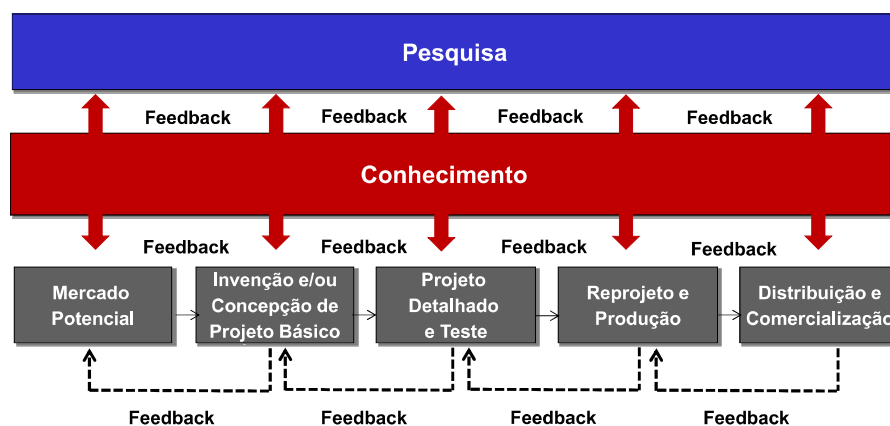 Pesquisa
Feedback Feedback Feedback Feedback
Conhecimento
Feedback Feedback Feedback Feedback
Mercado
Potencial
Invenção e/ou
Concepção de
Projeto Básico
Projeto
Detalhado
e Teste
Reprojeto e
Produção
Distribuição e
Comercialização
Feedback Feedback Feedback Feedback